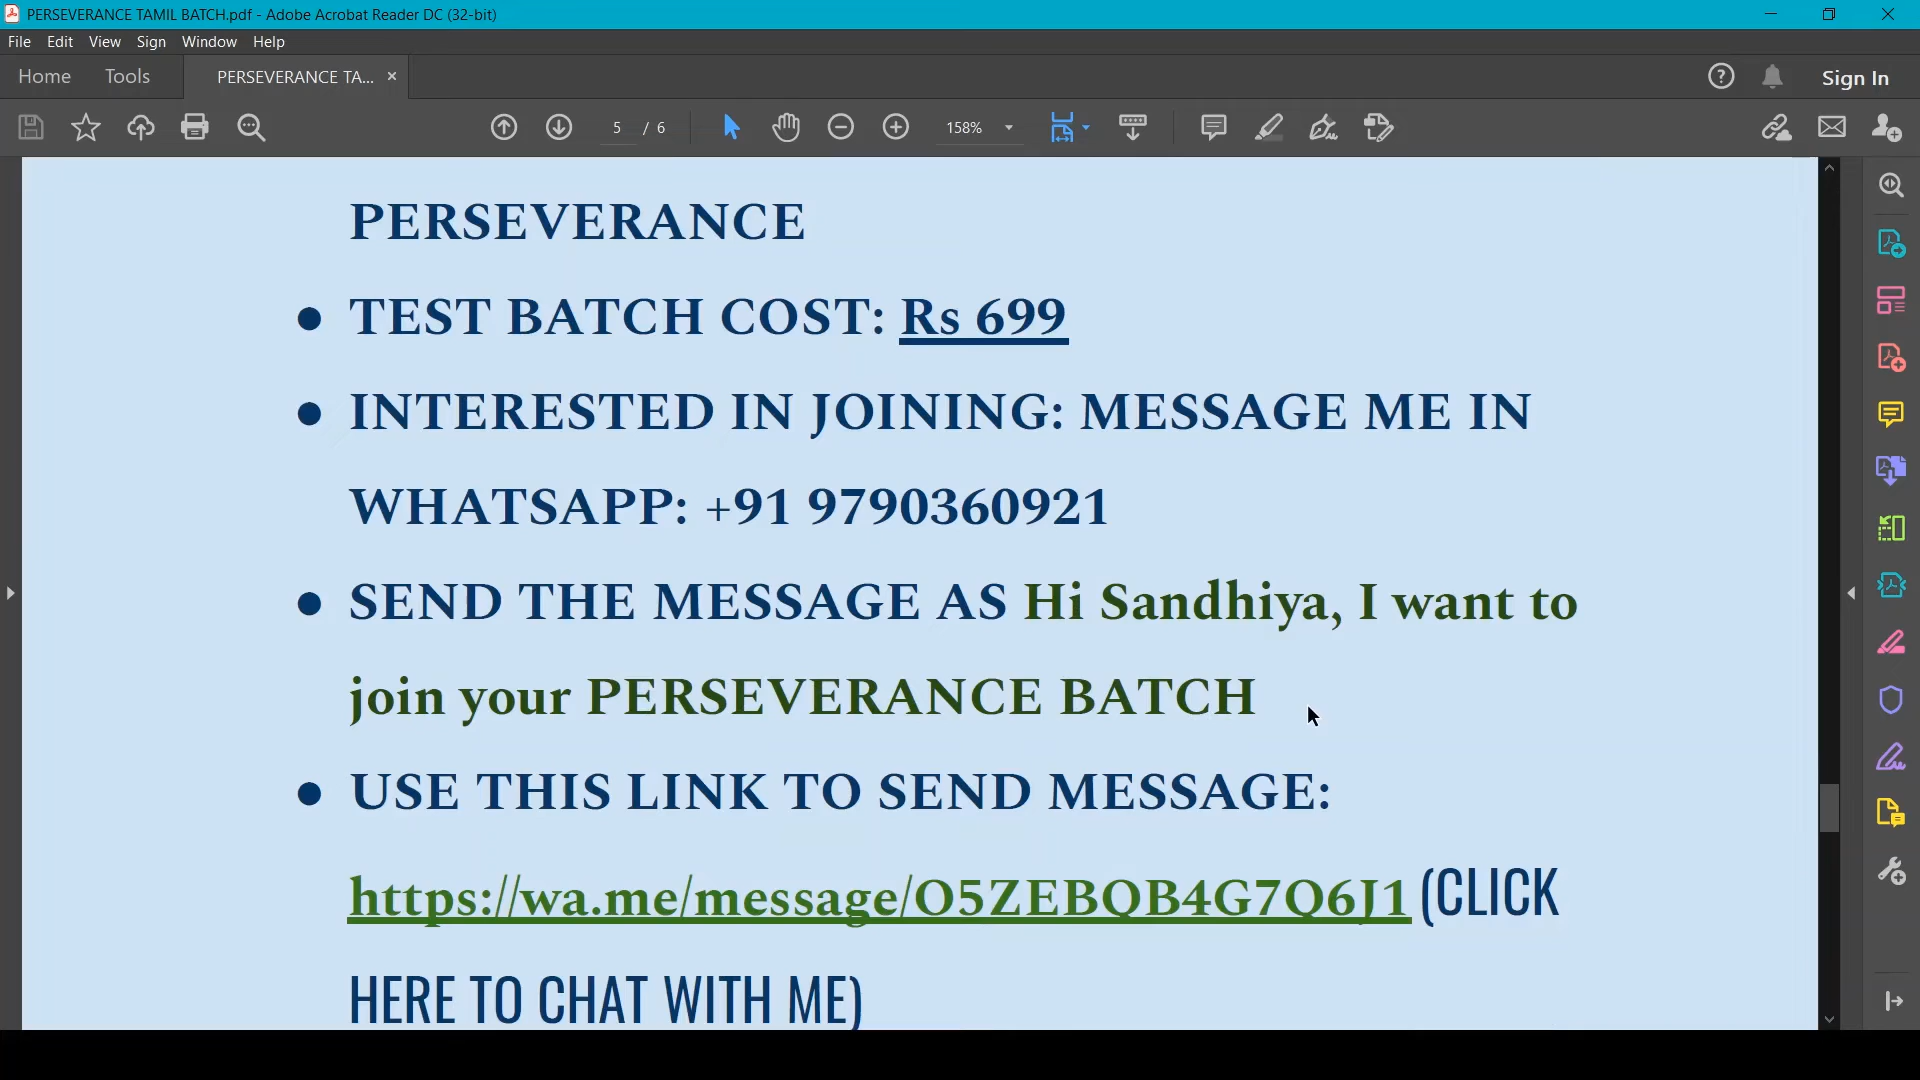 PERSEVERANCE TAMIL BATCH.pdf - Adobe Acrobat Reader DC (32-bit)
File Edit View Sign Window Help
Home Tools PERSEVERANCE TA... × Sign In
5 / 6 158%
PERSEVERANCE
● TEST BATCH COST: Rs 699
● INTERESTED IN JOINING: MESSAGE ME IN
WHATSAPP: +91 9790360921
● SEND THE MESSAGE AS Hi Sandhiya, I want to
join your PERSEVERANCE BATCH
● USE THIS LINK TO SEND MESSAGE:
https://wa.me/message/O5ZEBQB4G7Q6J1 (CLICK
HERE TO CHAT WITH ME)